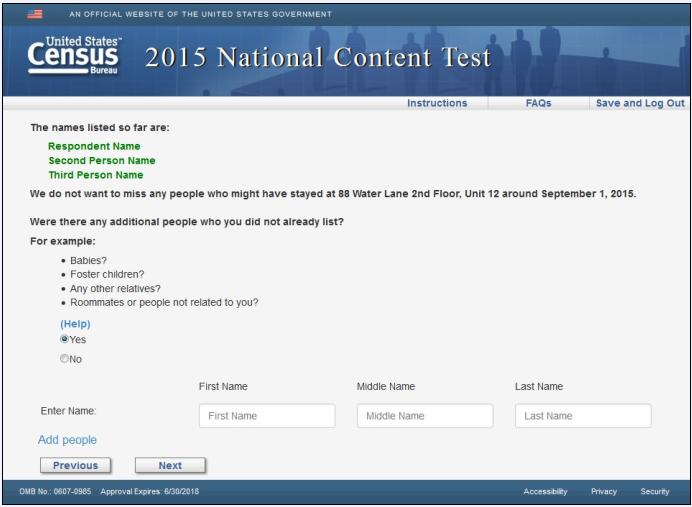 AN OFFICIAL WEBSITE OF THE UNITED STATES GOVERNMENT
United States™
Census
Bureau
2015 National Content Test
Instructions FAQs Save and Log Out
The names listed so far are:
Respondent Name
Second Person Name
Third Person Name
We do not want to miss any people who might have stayed at 88 Water Lane 2nd Floor, Unit 12 around September 1, 2015.
Were there any additional people who you did not already list?
For example:
• Babies?
• Foster children?
• Any other relatives?
• Roommates or people not related to you?
(Help)
Yes
No
First Name Middle Name Last Name
Enter Name: First Name Middle Name Last Name
Add people
Previous Next
OMB No.: 0607-0985 Approval Expires: 6/30/2018 Accessibility Privacy Security